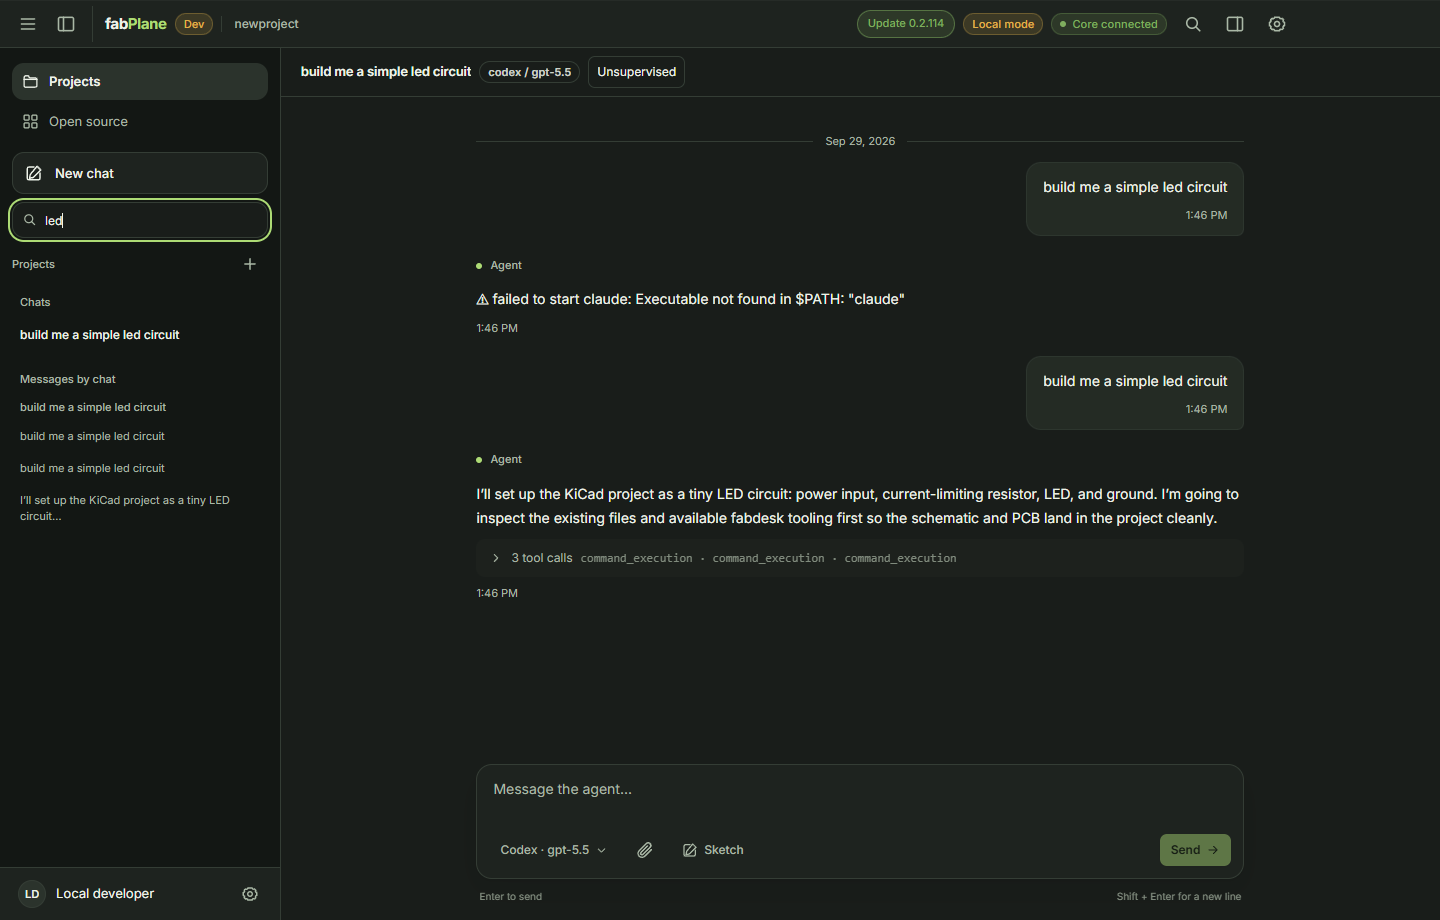 fabPlane Dev newproject Update 0.2.114 Local mode Core connected
Projects
Open source
New chat
led
Projects
Chats
build me a simple led circuit
Messages by chat
build me a simple led circuit
build me a simple led circuit
build me a simple led circuit
I'll set up the KiCad project as a tiny LED
circuit...
LD Local developer
build me a simple led circuit codex / gpt-5.5 Unsupervised
Sep 29, 2026
build me a simple led circuit
1:46 PM
Agent
⚠ failed to start claude: Executable not found in $PATH: "claude"
1:46 PM
build me a simple led circuit
1:46 PM
Agent
I’ll set up the KiCad project as a tiny LED circuit: power input, current-limiting resistor, LED, and ground. I’m going to
inspect the existing files and available fabdesk tooling first so the schematic and PCB land in the project cleanly.
3 tool calls command_execution · command_execution · command_execution
1:46 PM
Message the agent...
Codex · gpt-5.5 Sketch Send →
Enter to send Shift + Enter for a new line